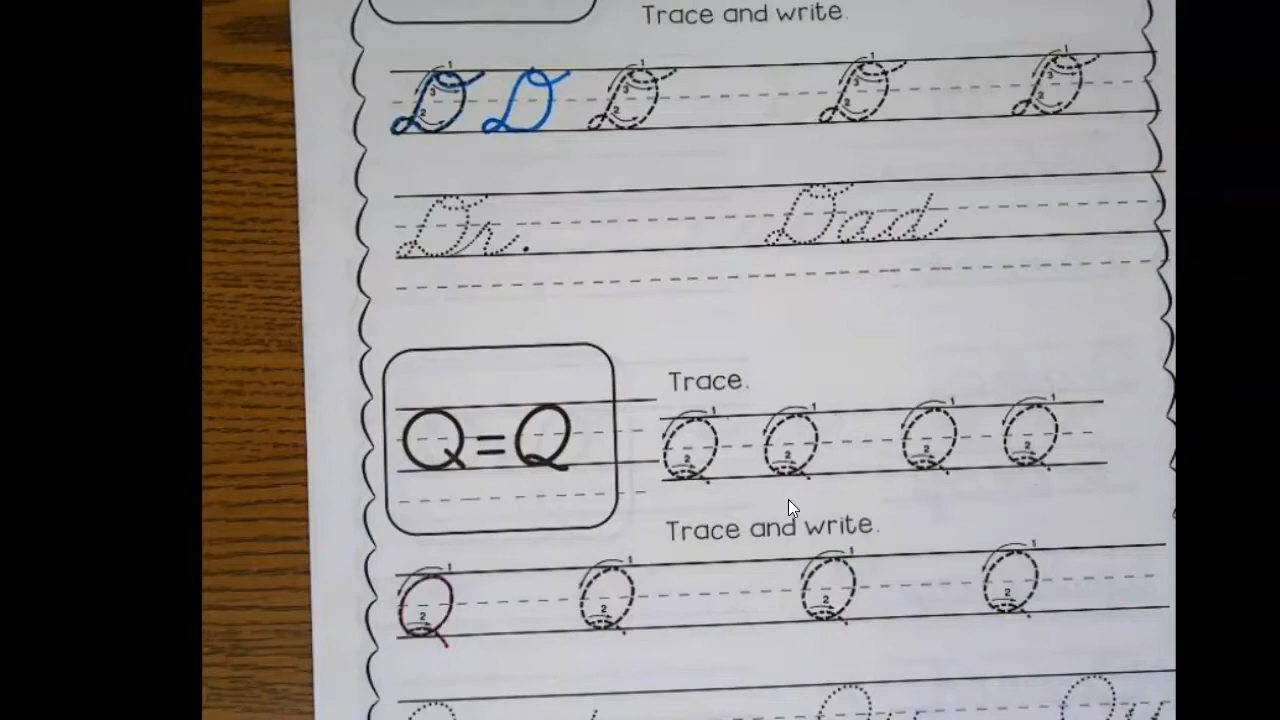 Trace and write.
D D D D D
Dr. Dad
Q=Q
Trace.
Q Q Q Q
Trace and write.
Q Q Q Q